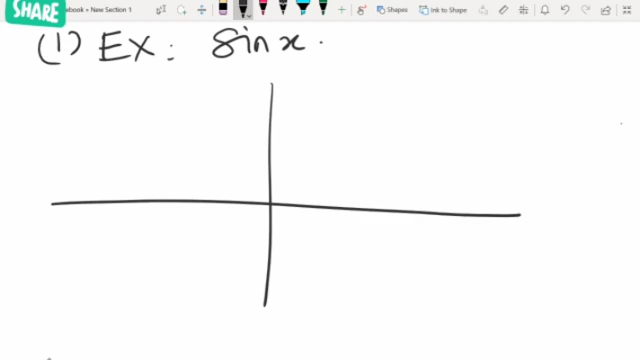 SHARE
ebook » New Section 1
Shapes
Ink to Shape
(1) EX: Sin x.